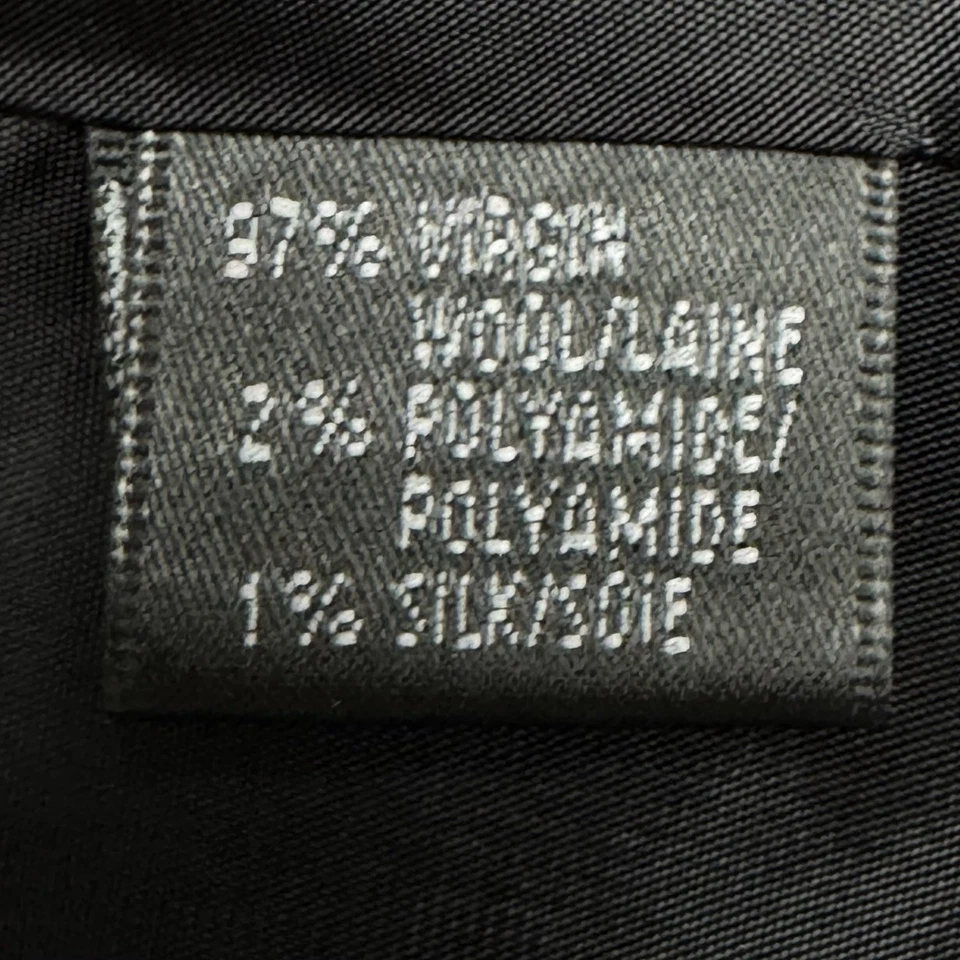 97% VIRGIN
WOOL/LAINE
2% POLYAMIDE/
POLYAMIDE
1% SILK/SOIE